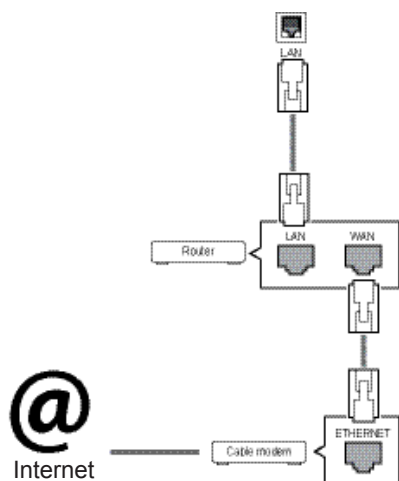 LAN
LAN
WAN
Router
ETHERNET
@
Cable modem
Internet